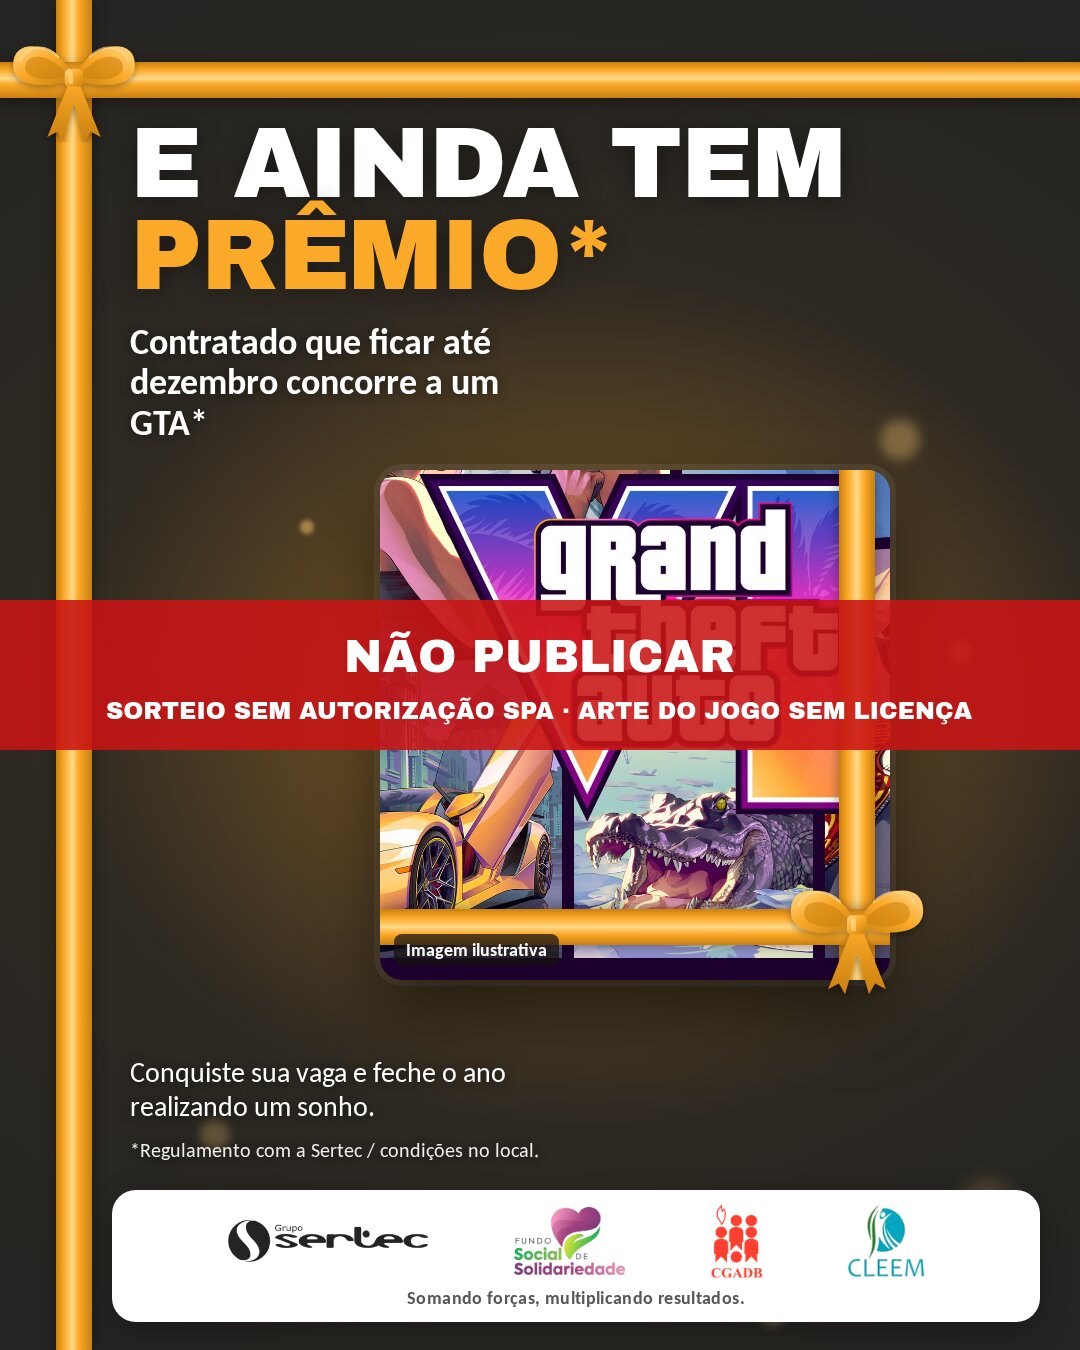 E AINDA TEM
PRÊMIO*
Contratado que ficar até
dezembro concorre a um
GTA*
grand
theft
auto
VI
NÃO PUBLICAR
SORTEIO SEM AUTORIZAÇÃO SPA · ARTE DO JOGO SEM LICENÇA
Imagem ilustrativa
Conquiste sua vaga e feche o ano
realizando um sonho.
*Regulamento com a Sertec / condições no local.
Grupo
sertec
FUNDO
Social DE
Solidariedade
CGADB
CLEEM
Somando forças, multiplicando resultados.